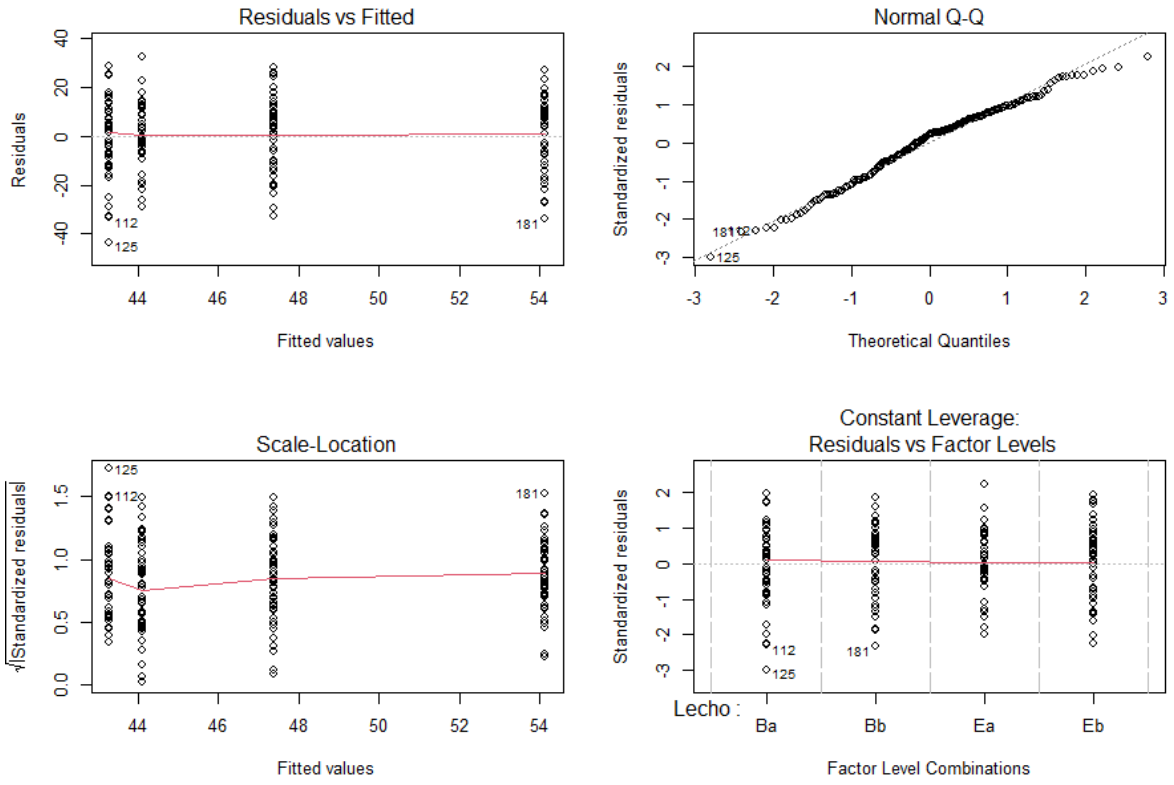 Residuals vs Fitted
Residuals
40
20
0
-20
-40
112
125
181
44 46 48 50 52 54
Fitted values
Normal Q-Q
Standardized residuals
2
1
0
-1
-2
-3
181
112
125
-3 -2 -1 0 1 2 3
Theoretical Quantiles
Scale-Location
√|Standardized residuals|
1.5
1.0
0.5
0.0
125
112
181
44 46 48 50 52 54
Fitted values
Constant Leverage:
Residuals vs Factor Levels
Standardized residuals
2
1
0
-1
-2
-3
112
125
181
Lecho :
Ba Bb Ea Eb
Factor Level Combinations